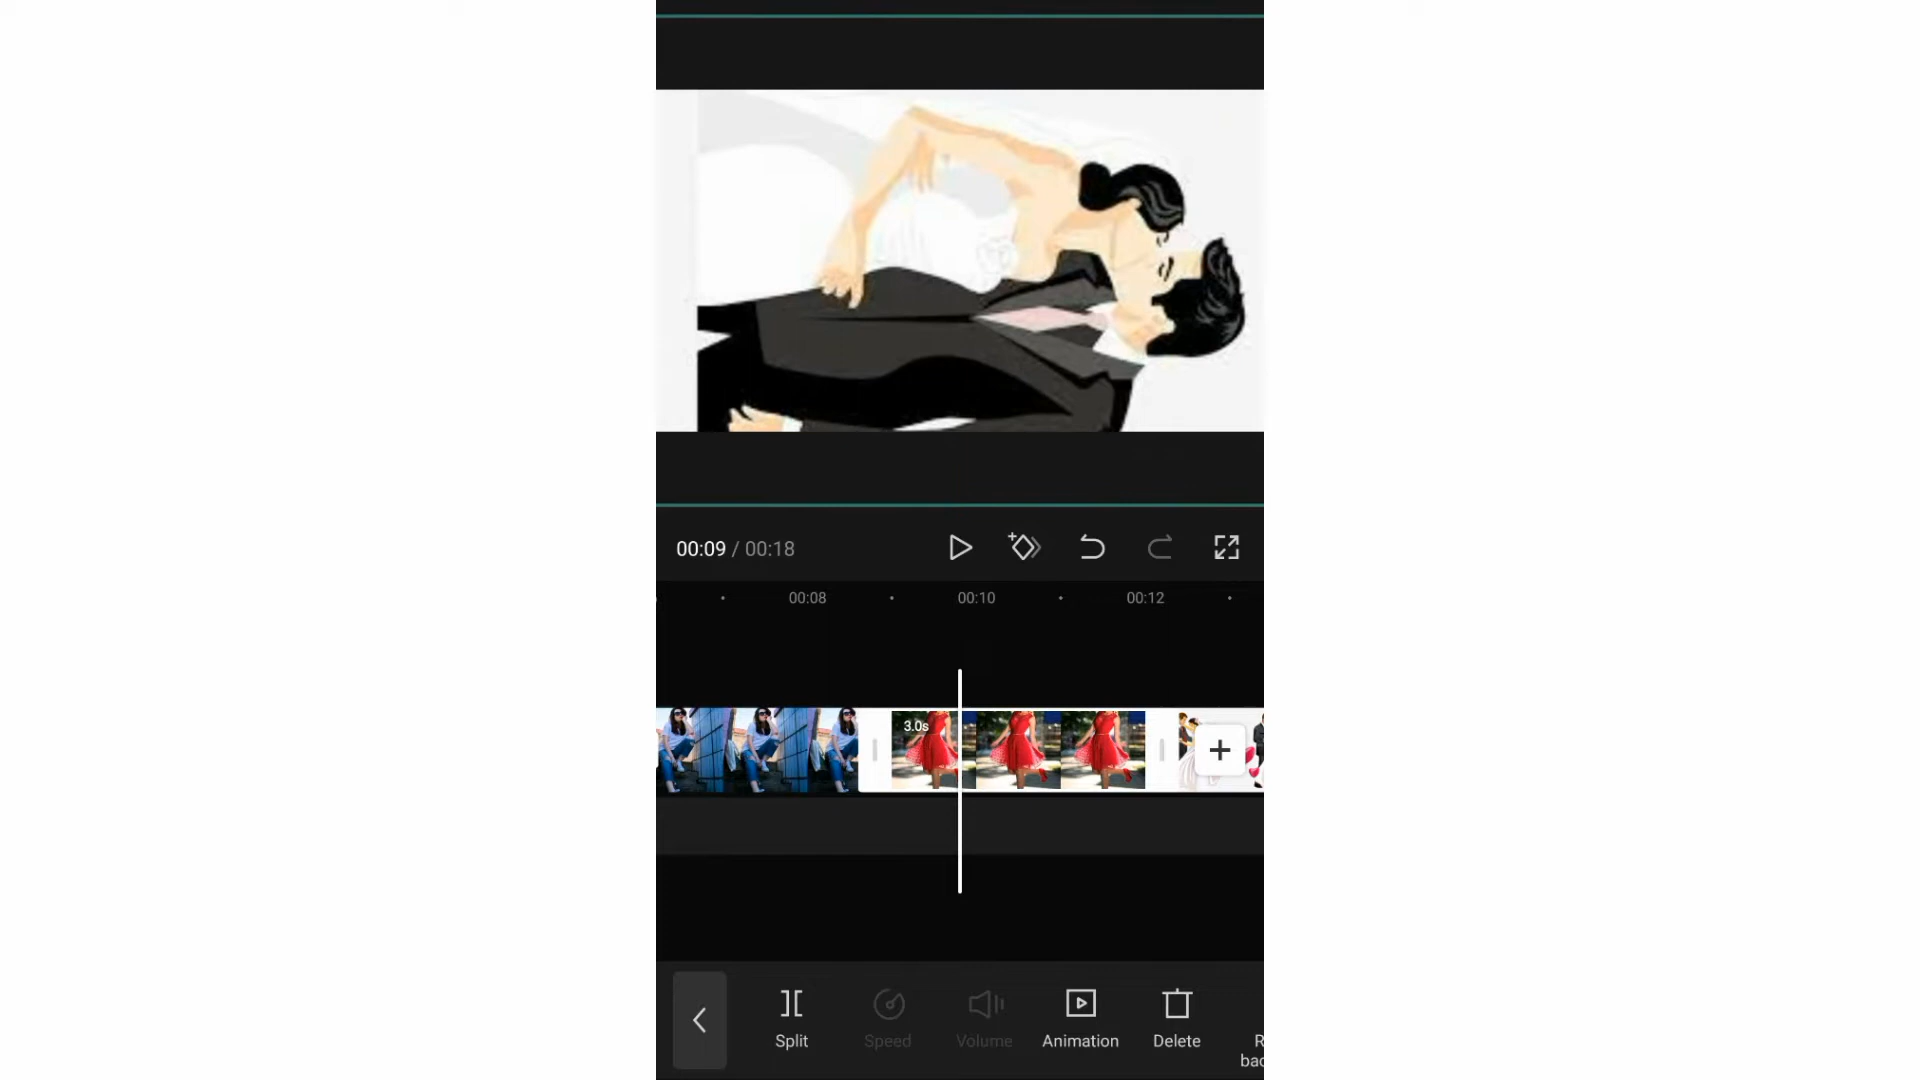 00:09 / 00:18
00:08
00:10
00:12
3.0s
Split
Speed
Volume
Animation
Delete